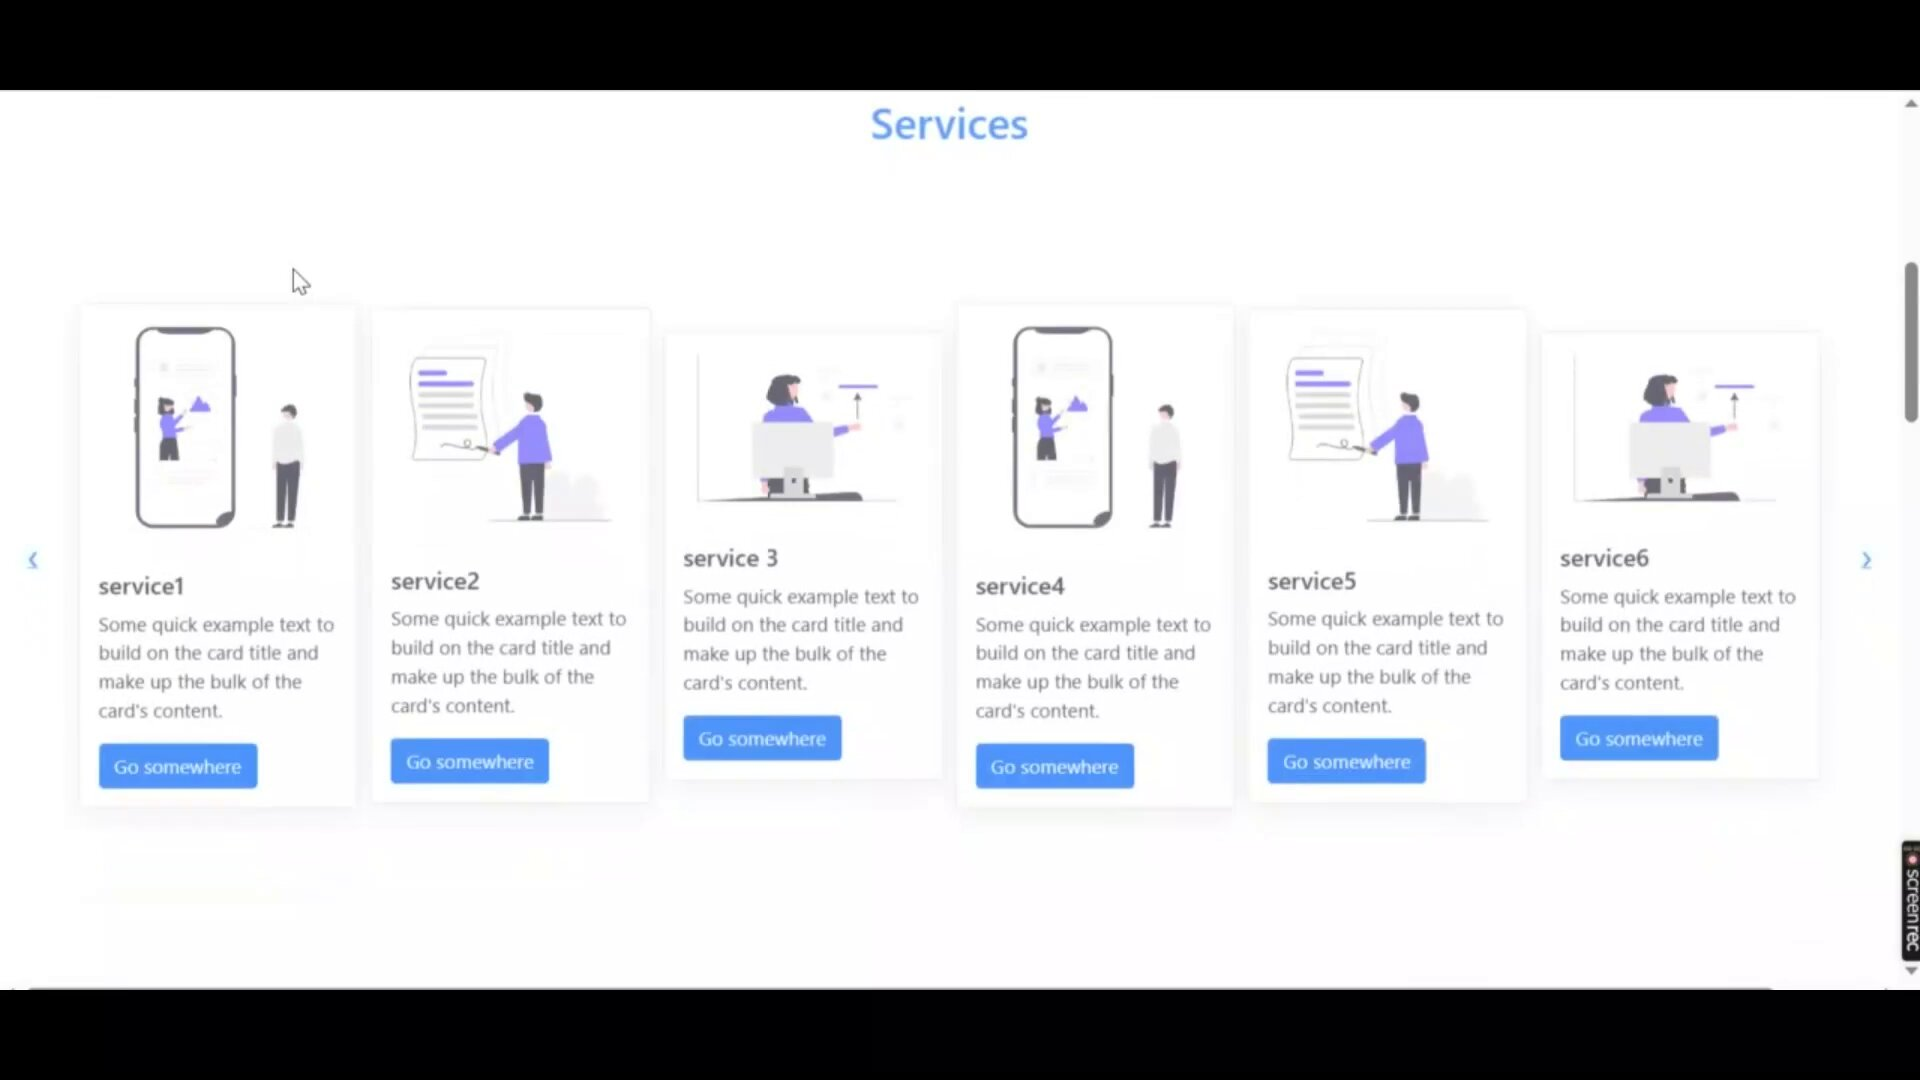 Services
service1
Some quick example text to
build on the card title and
make up the bulk of the
card's content.
Go somewhere
service2
Some quick example text to
build on the card title and
make up the bulk of the
card's content.
Go somewhere
service 3
Some quick example text to
build on the card title and
make up the bulk of the
card's content.
Go somewhere
service4
Some quick example text to
build on the card title and
make up the bulk of the
card's content.
Go somewhere
service5
Some quick example text to
build on the card title and
make up the bulk of the
card's content.
Go somewhere
service6
Some quick example text to
build on the card title and
make up the bulk of the
card's content.
Go somewhere
screenrec